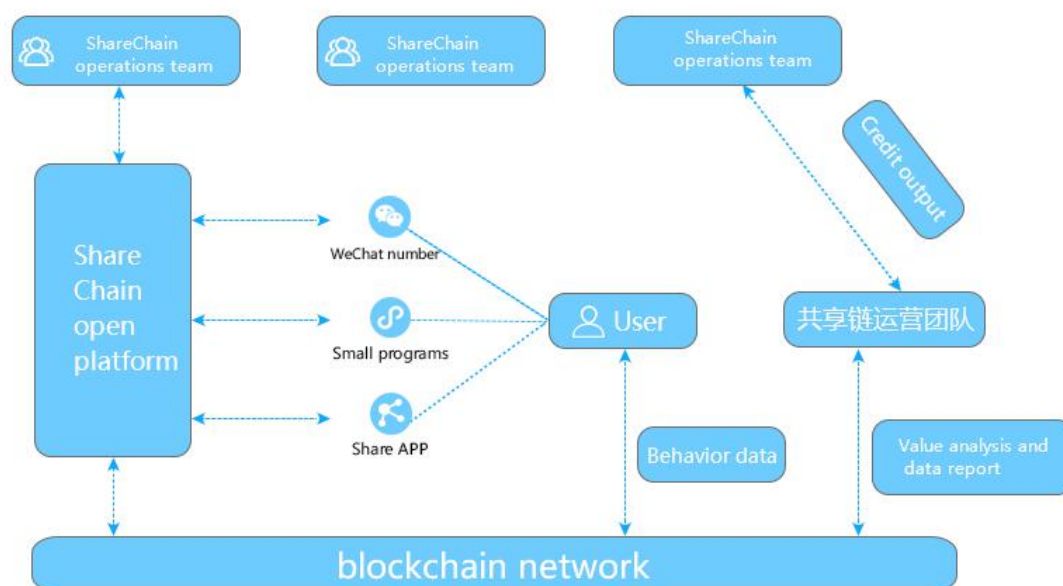 ShareChain
operations team
ShareChain
operations team
ShareChain
operations team
Credit output
Share
Chain
open
platform
WeChat number
Small programs
Share APP
User
共享链运营团队
Behavior data
Value analysis and
data report
blockchain network